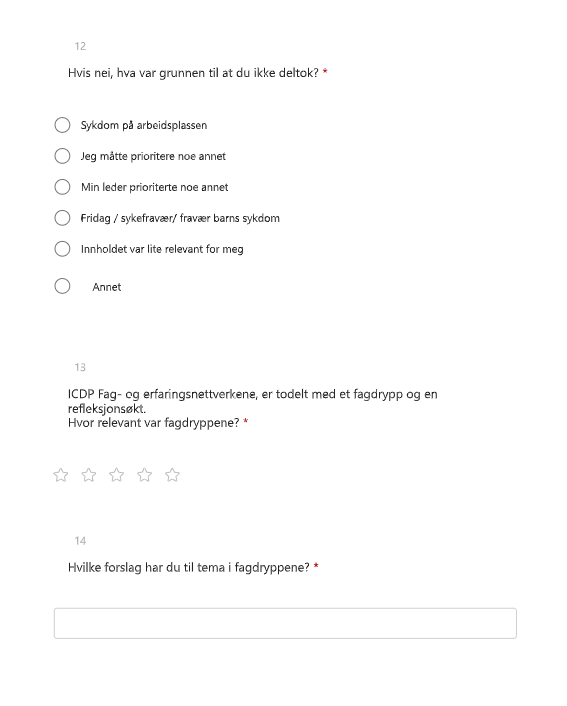 12
Hvis nei, hva var grunnen til at du ikke deltok? *
Sykdom på arbeidsplassen
Jeg måtte prioritere noe annet
Min leder prioriterte noe annet
Fridag / sykefravær/ fravær barns sykdom
Innholdet var lite relevant for meg
Annet
13
ICDP Fag- og erfaringsnettverkene, er todelt med et fagdrypp og en
refleksjonsøkt.
Hvor relevant var fagdryppene? *
14
Hvilke forslag har du til tema i fagdryppene? *